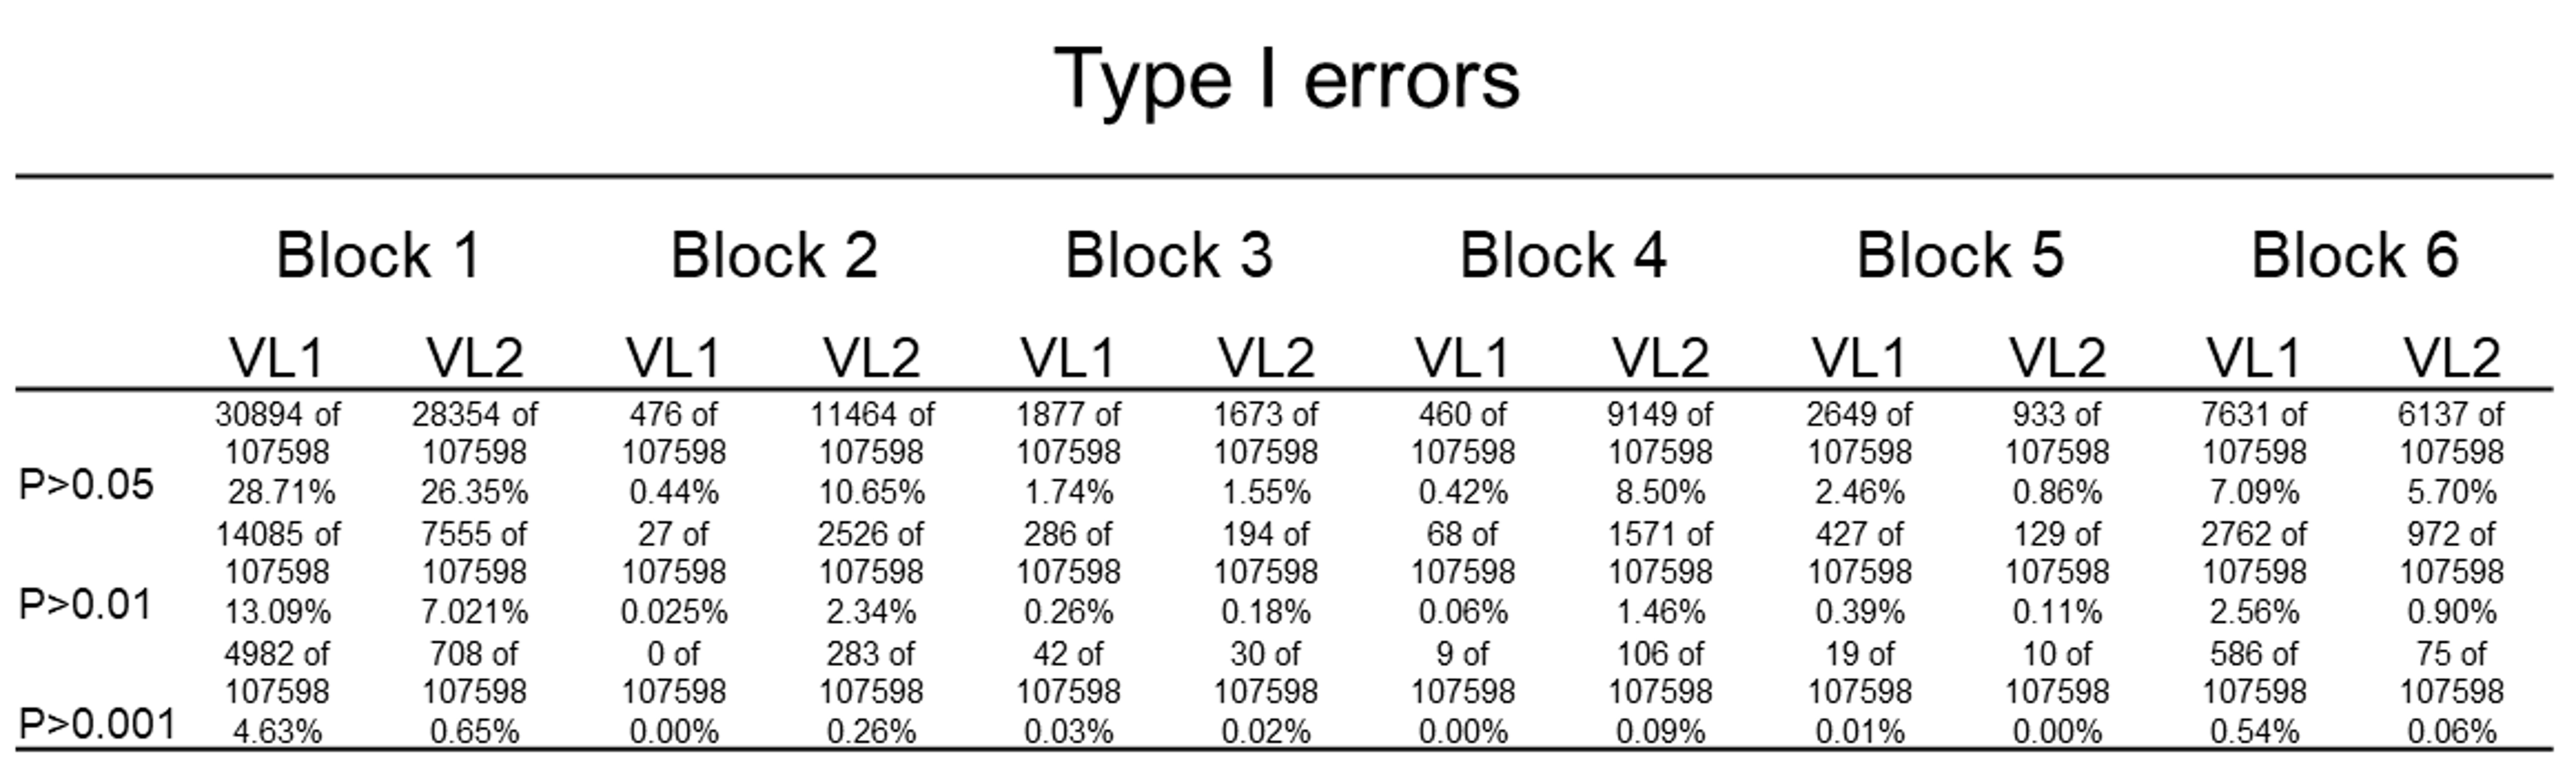 Type I errors
Block 1 Block 2 Block 3 Block 4 Block 5 Block 6
VL1 VL2 VL1 VL2 VL1 VL2 VL1 VL2 VL1 VL2 VL1 VL2
30894 of 28354 of 476 of 11464 of 1877 of 1673 of 460 of 9149 of 2649 of 933 of 7631 of 6137 of
107598 107598 107598 107598 107598 107598 107598 107598 107598 107598 107598 107598
P>0.05 28.71% 26.35% 0.44% 10.65% 1.74% 1.55% 0.42% 8.50% 2.46% 0.86% 7.09% 5.70%
14085 of 7555 of 27 of 2526 of 286 of 194 of 68 of 1571 of 427 of 129 of 2762 of 972 of
107598 107598 107598 107598 107598 107598 107598 107598 107598 107598 107598 107598
P>0.01 13.09% 7.021% 0.025% 2.34% 0.26% 0.18% 0.06% 1.46% 0.39% 0.11% 2.56% 0.90%
4982 of 708 of 0 of 283 of 42 of 30 of 9 of 106 of 19 of 10 of 586 of 75 of
107598 107598 107598 107598 107598 107598 107598 107598 107598 107598 107598 107598
P>0.001 4.63% 0.65% 0.00% 0.26% 0.03% 0.02% 0.00% 0.09% 0.01% 0.00% 0.54% 0.06%